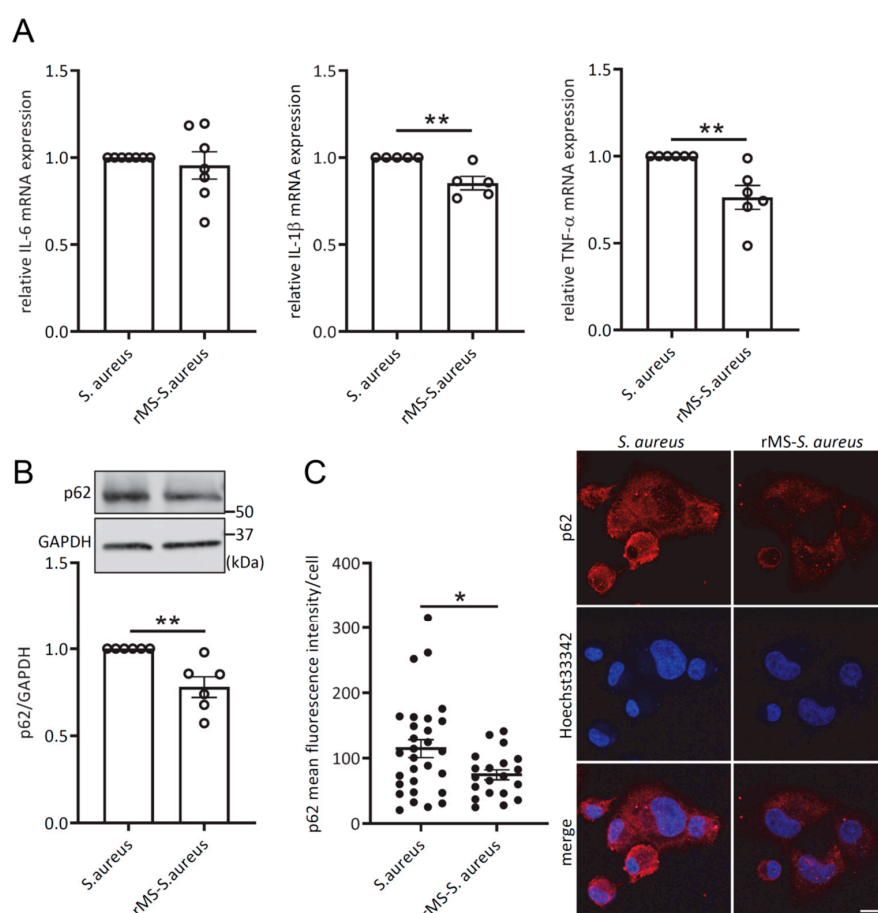 A
relative IL-6 mRNA expression
1.5
1.0
0.5
0.0
S. aureus
rMS-S.aureus
relative IL-1β mRNA expression
1.5
1.0
0.5
0.0
**
S. aureus
rMS-S.aureus
relative TNF-α mRNA expression
1.5
1.0
0.5
0.0
**
S. aureus
rMS-S.aureus
B
p62
50
GAPDH
37
(kDa)
p62/GAPDH
1.5
1.0
0.5
0.0
**
S.aureus
rMS-S.aureus
C
p62 mean fluorescence intensity/cell
400
300
200
100
0
*
S.aureus
rMS-S. aureus
S. aureus
rMS-S. aureus
p62
Hoechst33342
merge